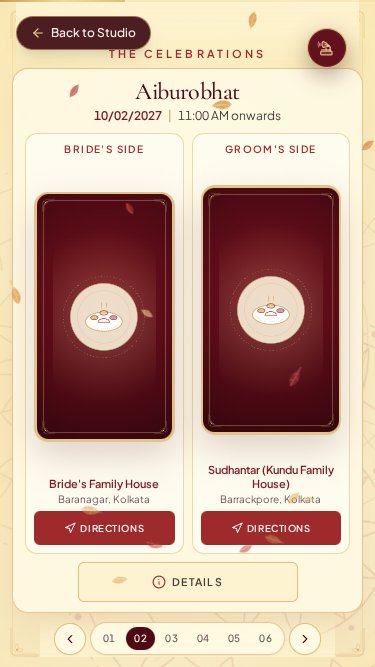 Back to Studio
THE CELEBRATIONS
Aiburobhat
10/02/2027 | 11:00 AM onwards
BRIDE'S SIDE
GROOM'S SIDE
Bride's Family House
Baranagar, Kolkata
DIRECTIONS
Sudhantar (Kundu Family
House)
Barrackpore, Kolkata
DIRECTIONS
DETAILS
01 02 03 04 05 06